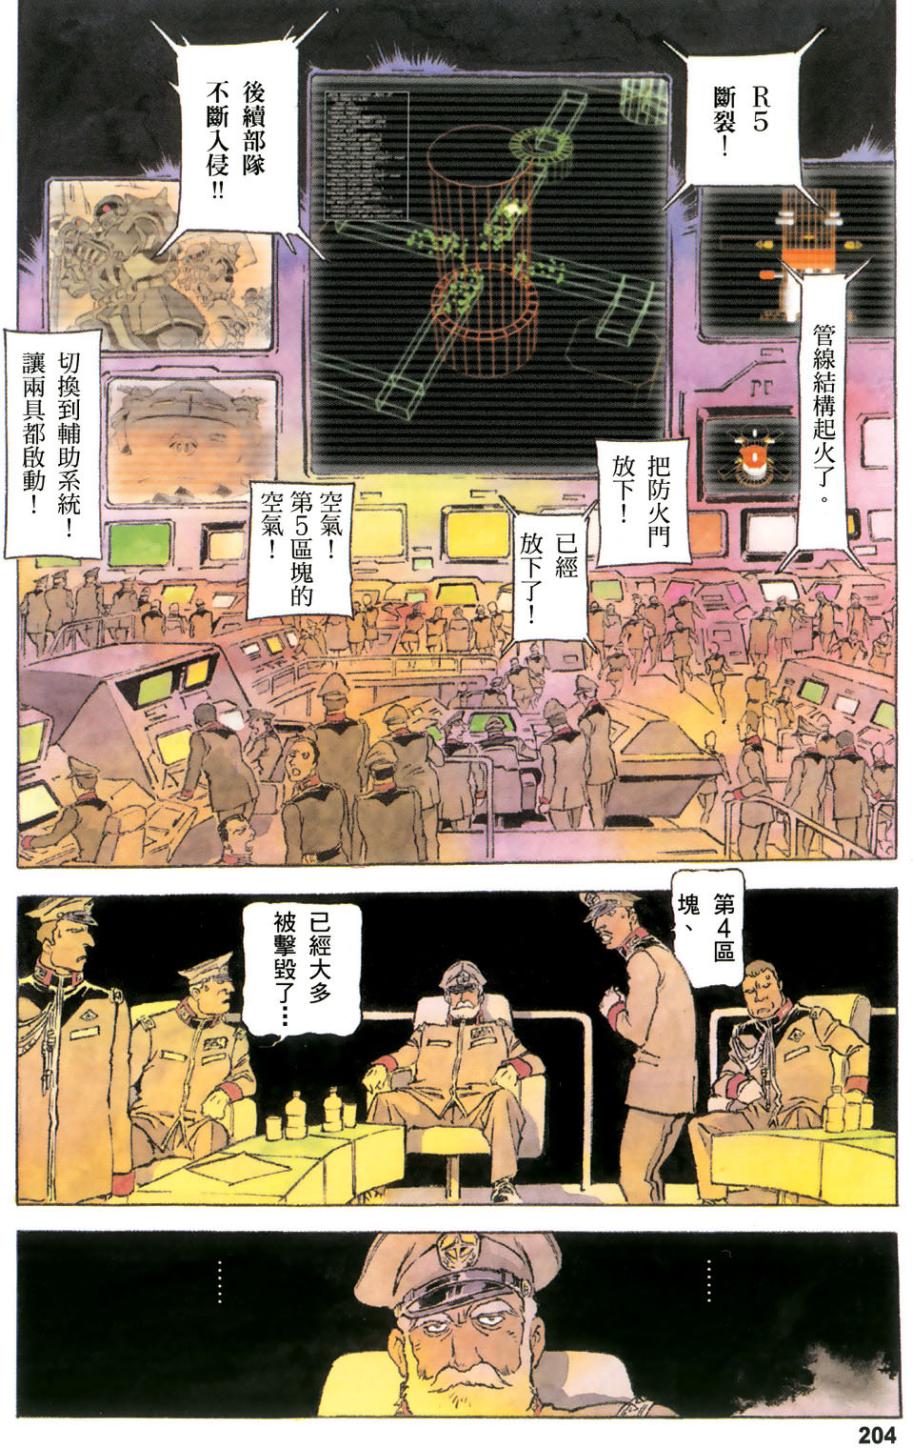 R5
斷裂！
後續部隊
不斷入侵!!
管線結構起火了。
把防火門
放下！
已經
放下了！
空氣！
第5區塊的
空氣！
切換到輔助系統！
讓兩具都啟動！
第4區
塊、
已經大多
被擊毀了…
……
……
204